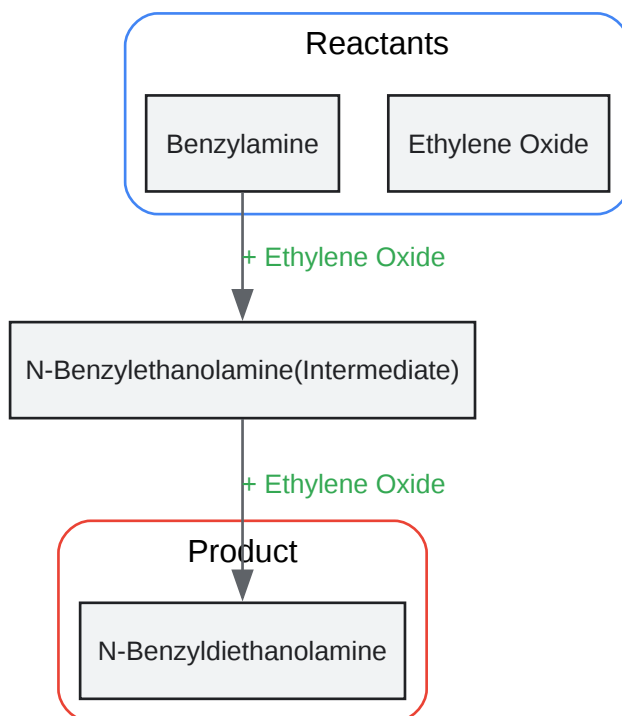 Reactants
Benzylamine
Ethylene Oxide
+ Ethylene Oxide
N-Benzylethanolamine(Intermediate)
+ Ethylene Oxide
Product
N-Benzyldiethanolamine